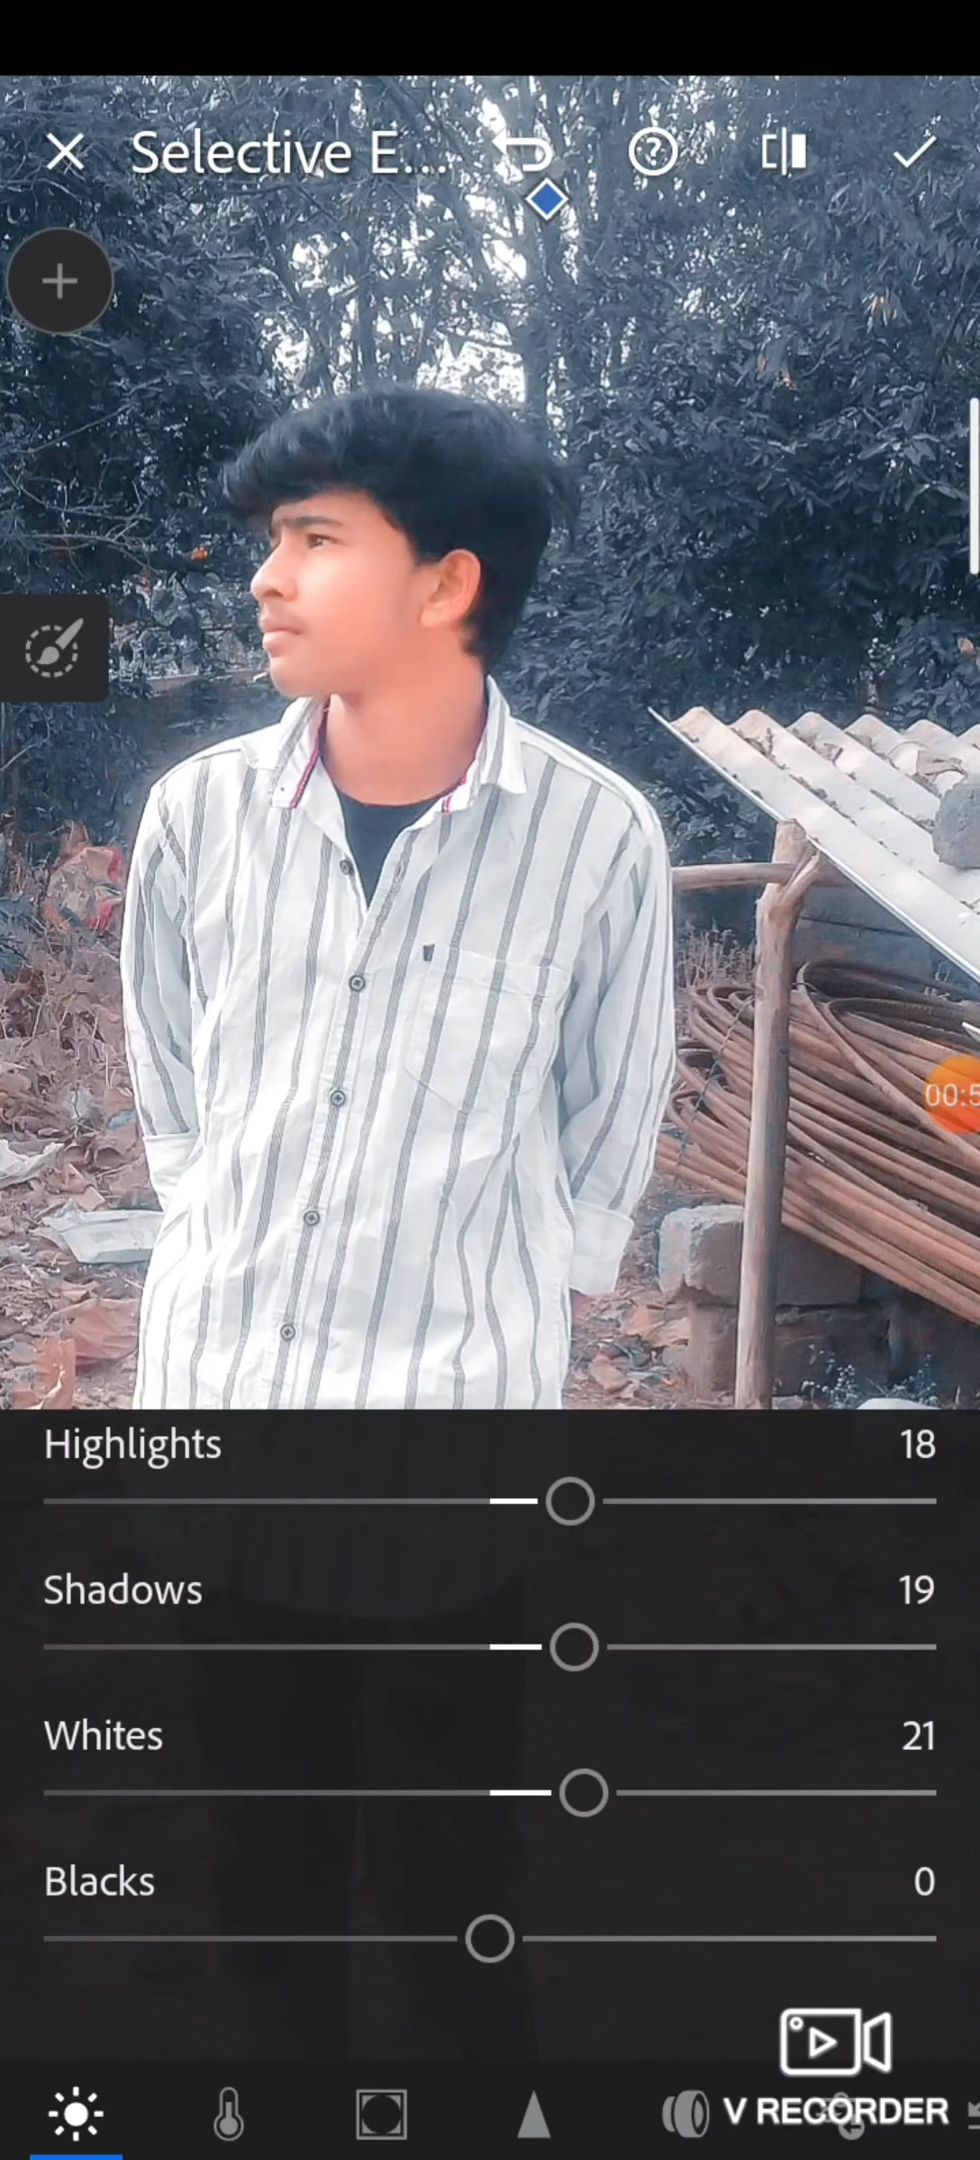 Selective E...
00:5
Highlights 18
Shadows 19
Whites 21
Blacks 0
V RECORDER